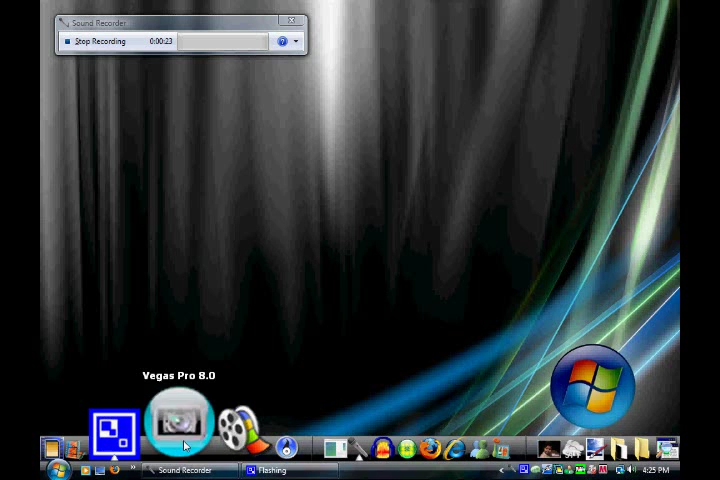 Sound Recorder
Stop Recording 0:00:23
Vegas Pro 8.0
Sound Recorder Flashing 4:25 PM